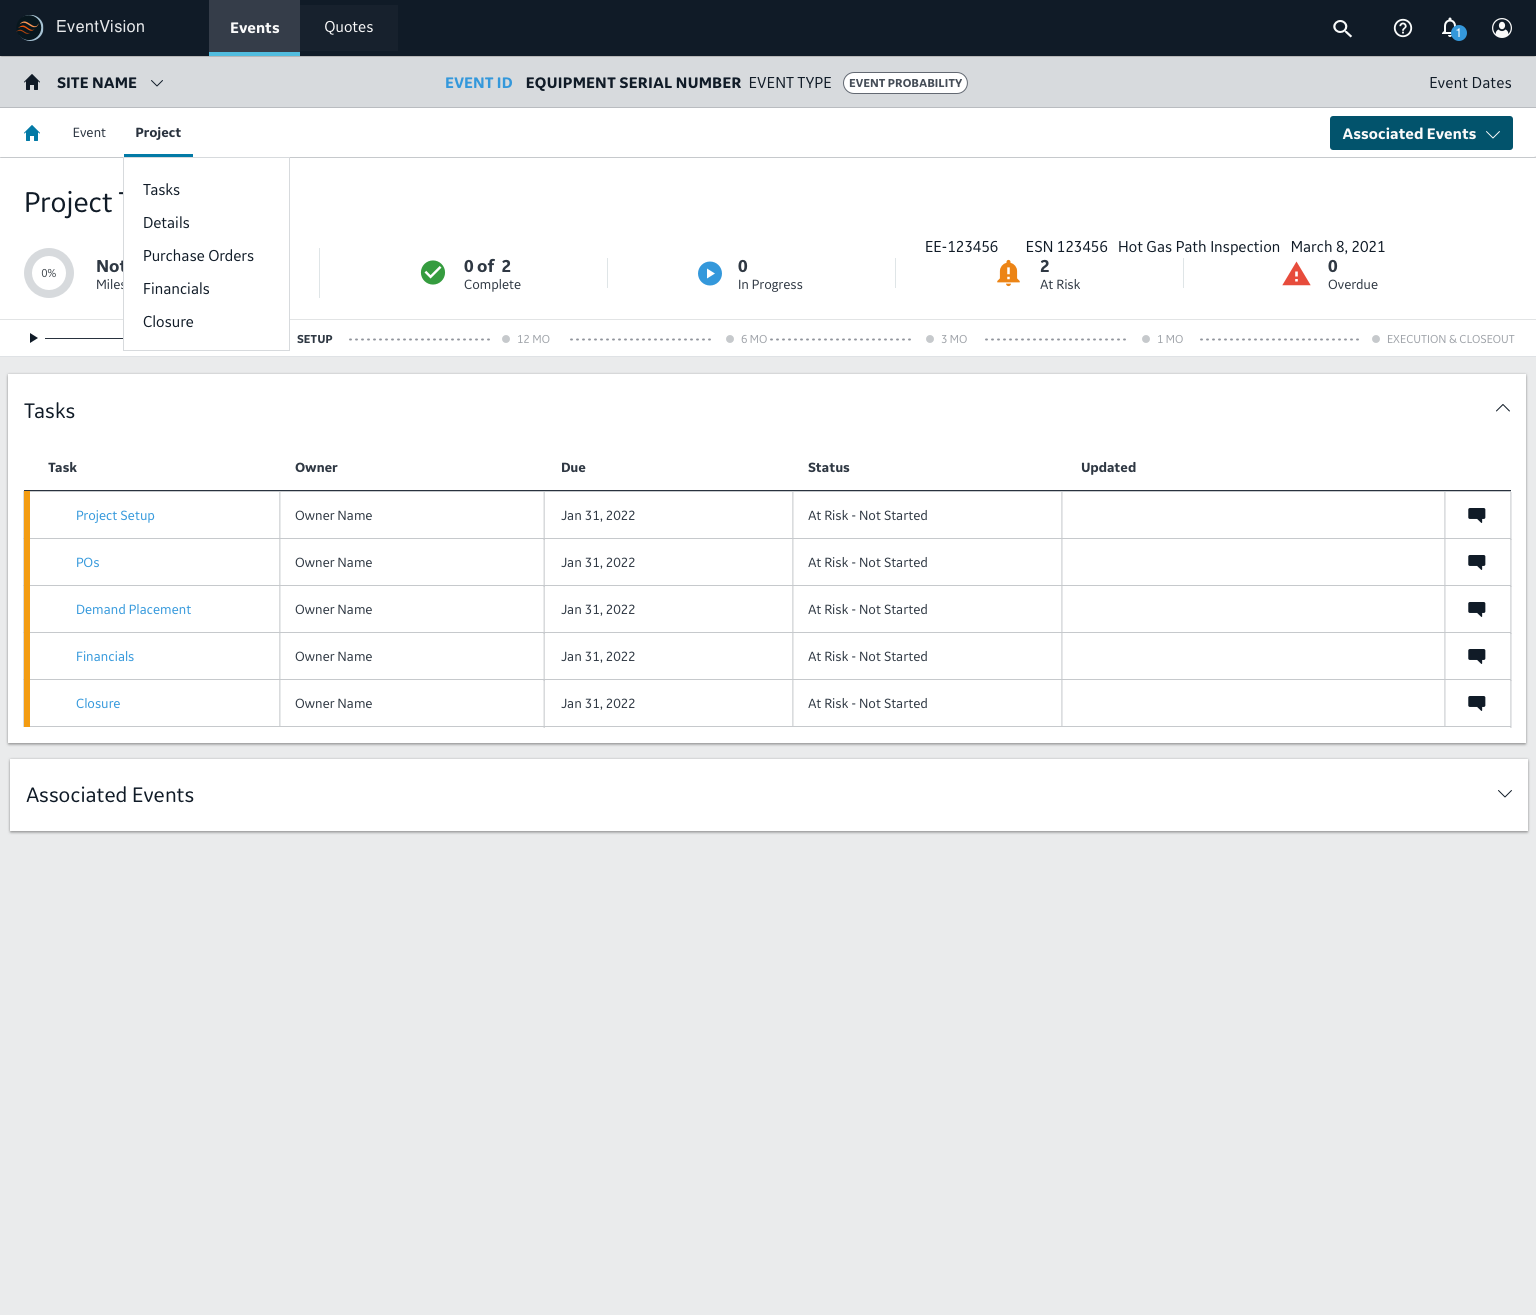 EventVision
Events
Quotes
1
SITE NAME
EVENT ID EQUIPMENT SERIAL NUMBER EVENT TYPE EVENT PROBABILITY
Event Dates
Event
Project
Associated Events
Tasks
Details
Purchase Orders
Financials
Closure
Project
EE-123456 ESN 123456 Hot Gas Path Inspection March 8, 2021
0%
0 of 2
Complete
0
In Progress
2
At Risk
0
Overdue
SETUP 12 MO 6 MO 3 MO 1 MO EXECUTION & CLOSEOUT
Tasks
Task Owner Due Status Updated
Project Setup Owner Name Jan 31, 2022 At Risk - Not Started
POs Owner Name Jan 31, 2022 At Risk - Not Started
Demand Placement Owner Name Jan 31, 2022 At Risk - Not Started
Financials Owner Name Jan 31, 2022 At Risk - Not Started
Closure Owner Name Jan 31, 2022 At Risk - Not Started
Associated Events